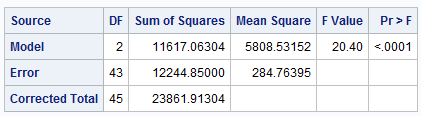 Source DF Sum of Squares Mean Square F Value Pr > F
Model 2 11617.06304 5808.53152 20.40 <.0001
Error 43 12244.85000 284.76395
Corrected Total 45 23861.91304